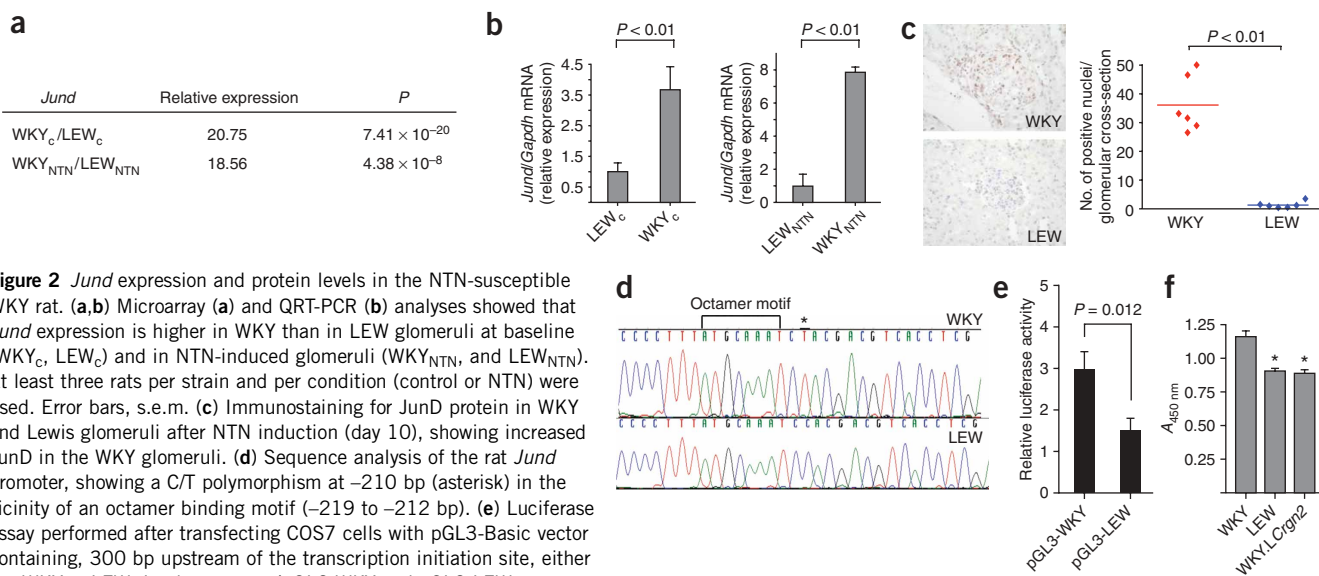 a
Jund Relative expression P
WKYc/LEWc 20.75 7.41 × 10–20
WKYNTN/LEWNTN 18.56 4.38 × 10–8
b
P < 0.01
Jund/Gapdh mRNA
(relative expression)
4.5
3.5
2.5
1.5
0.5
LEWc
WKYc
P < 0.01
Jund/Gapdh mRNA
(relative expression)
8
6
4
2
0
LEWNTN
WKYNTN
c
WKY
LEW
P < 0.01
No. of positive nuclei/
glomerular cross-section
50
40
30
20
10
0
WKY LEW
igure 2 Jund expression and protein levels in the NTN-susceptible
WKY rat. (a,b) Microarray (a) and QRT-PCR (b) analyses showed that
und expression is higher in WKY than in LEW glomeruli at baseline
WKYc, LEWc) and in NTN-induced glomeruli (WKYNTN, and LEWNTN).
t least three rats per strain and per condition (control or NTN) were
sed. Error bars, s.e.m. (c) Immunostaining for JunD protein in WKY
nd Lewis glomeruli after NTN induction (day 10), showing increased
unD in the WKY glomeruli. (d) Sequence analysis of the rat Jund
romoter, showing a C/T polymorphism at –210 bp (asterisk) in the
icinity of an octamer binding motif (–219 to –212 bp). (e) Luciferase
ssay performed after transfecting COS7 cells with pGL3-Basic vector
ontaining, 300 bp upstream of the transcription initiation site, either
d
Octamer motif
*
WKY
C C C C T T T A T G C A A A T C T A C G A C G T C A C C T C G
C C C C T T T A T G C A A A T C C A C G A C G T C A C C T C G
LEW
e
P = 0.012
Relative luciferase activity
5
4
3
2
1
0
pGL3-WKY
pGL3-LEW
f
A450 nm
1.25
1.00
0.75
0.50
0.25
* *
WKY
LEW
WKY.LCrgn2